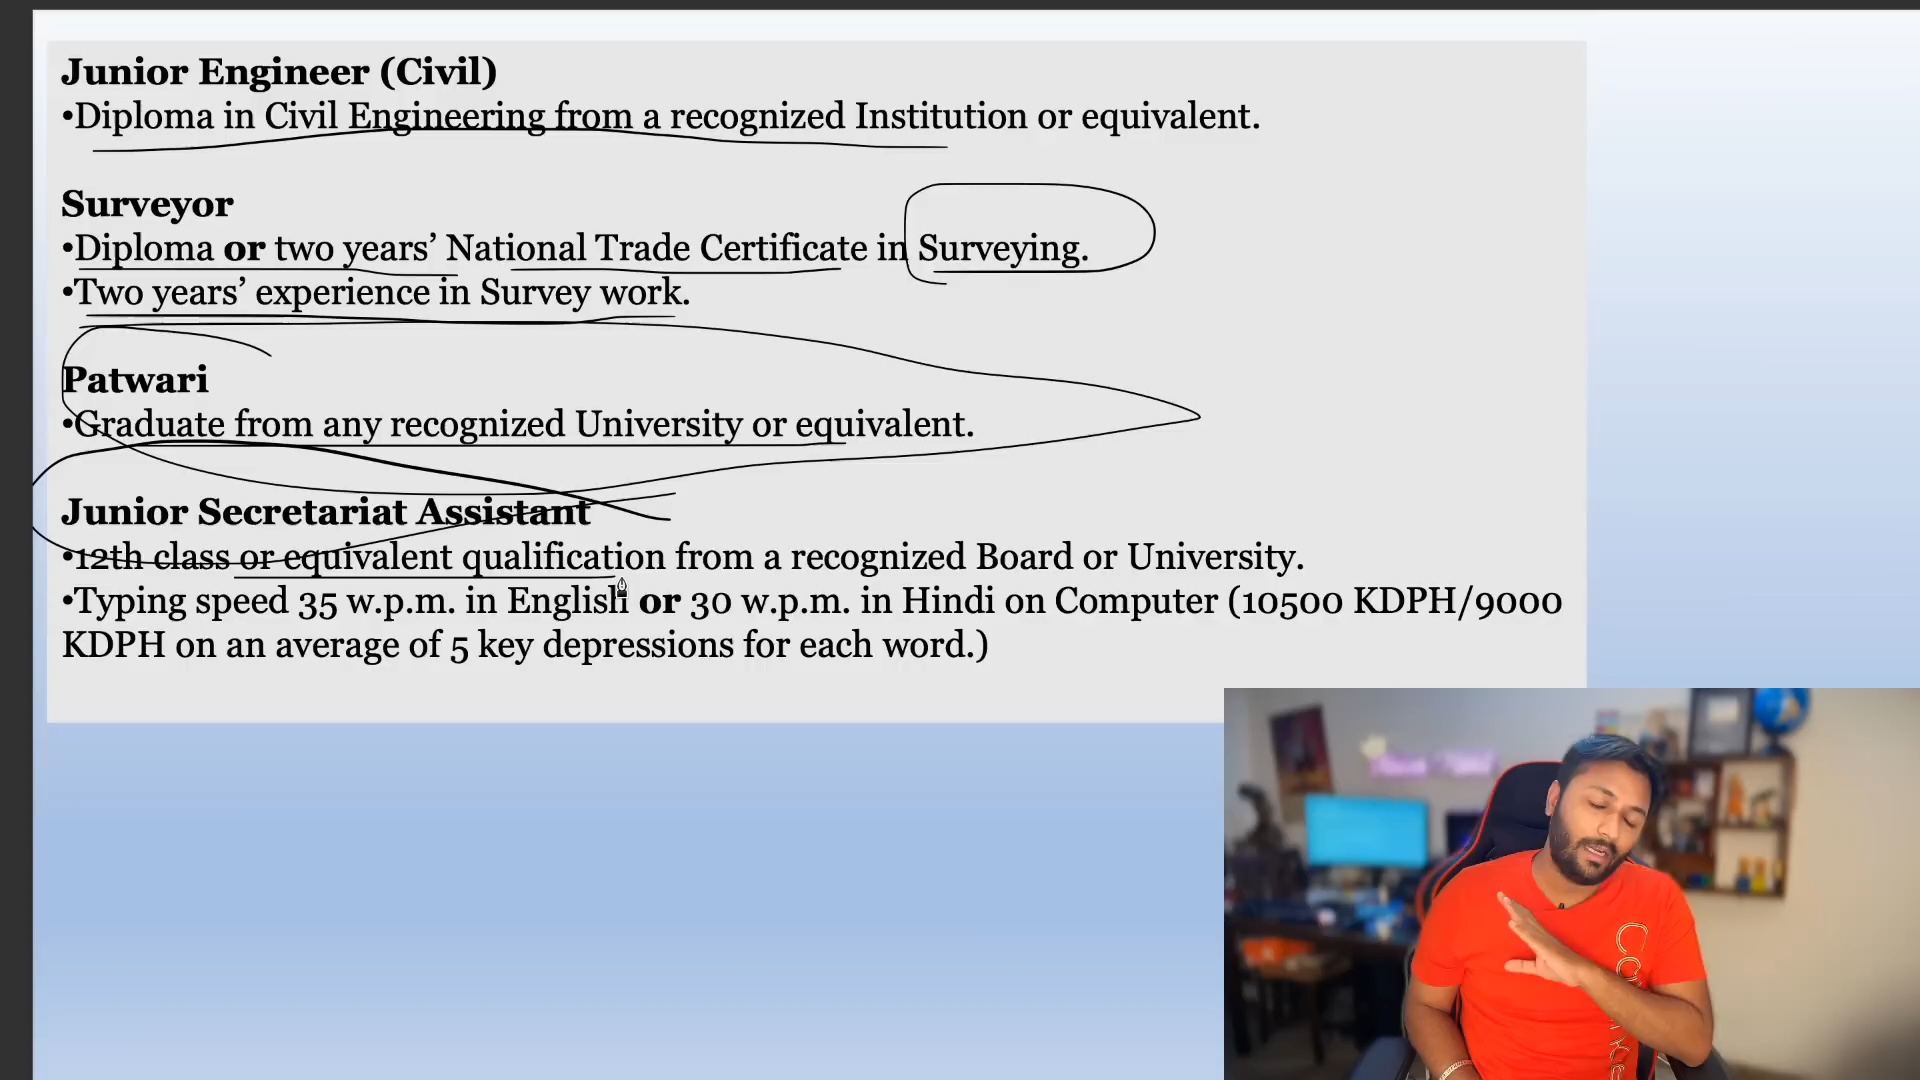 Junior Engineer (Civil)
•Diploma in Civil Engineering from a recognized Institution or equivalent.
Surveyor
•Diploma or two years’ National Trade Certificate in Surveying.
•Two years’ experience in Survey work.
Patwari
•Graduate from any recognized University or equivalent.
Junior Secretariat Assistant
•12th class or equivalent qualification from a recognized Board or University.
•Typing speed 35 w.p.m. in English or 30 w.p.m. in Hindi on Computer (10500 KDPH/9000
KDPH on an average of 5 key depressions for each word.)